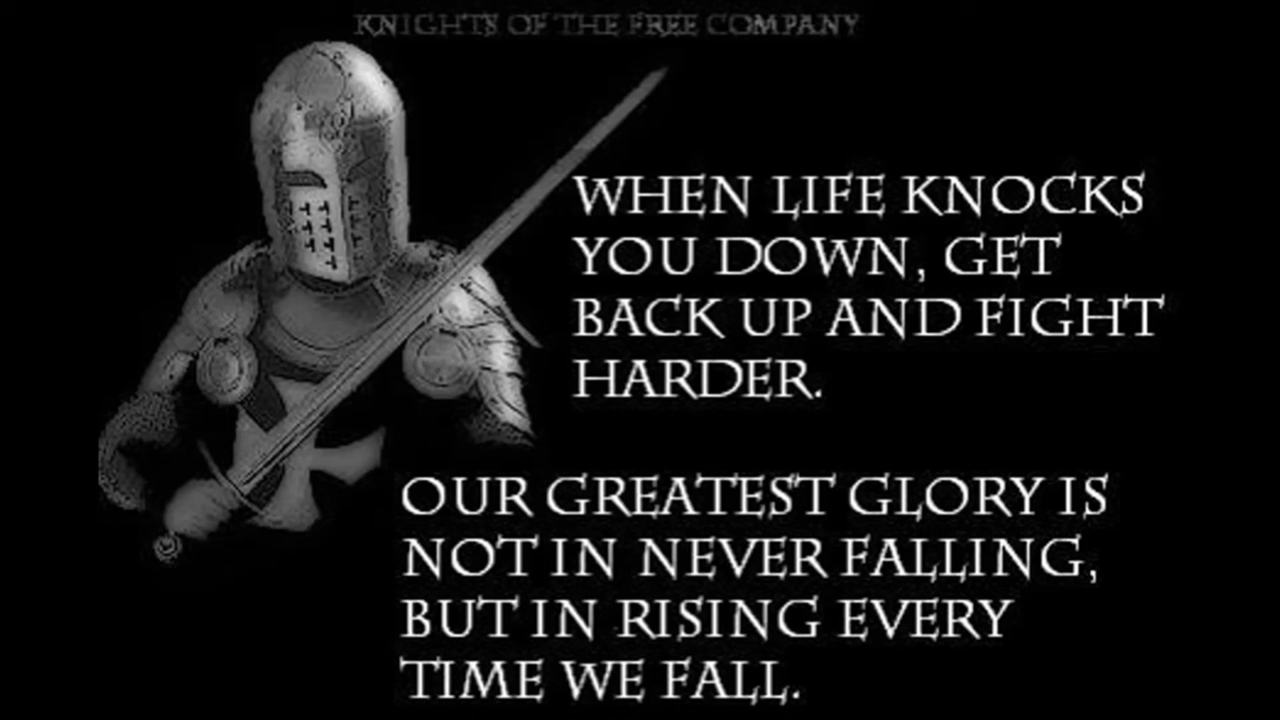 KNIGHTS OF THE FREE COMPANY
WHEN LIFE KNOCKS
YOU DOWN, GET
BACK UP AND FIGHT
HARDER.
OUR GREATEST GLORY IS
NOT IN NEVER FALLING,
BUT IN RISING EVERY
TIME WE FALL.